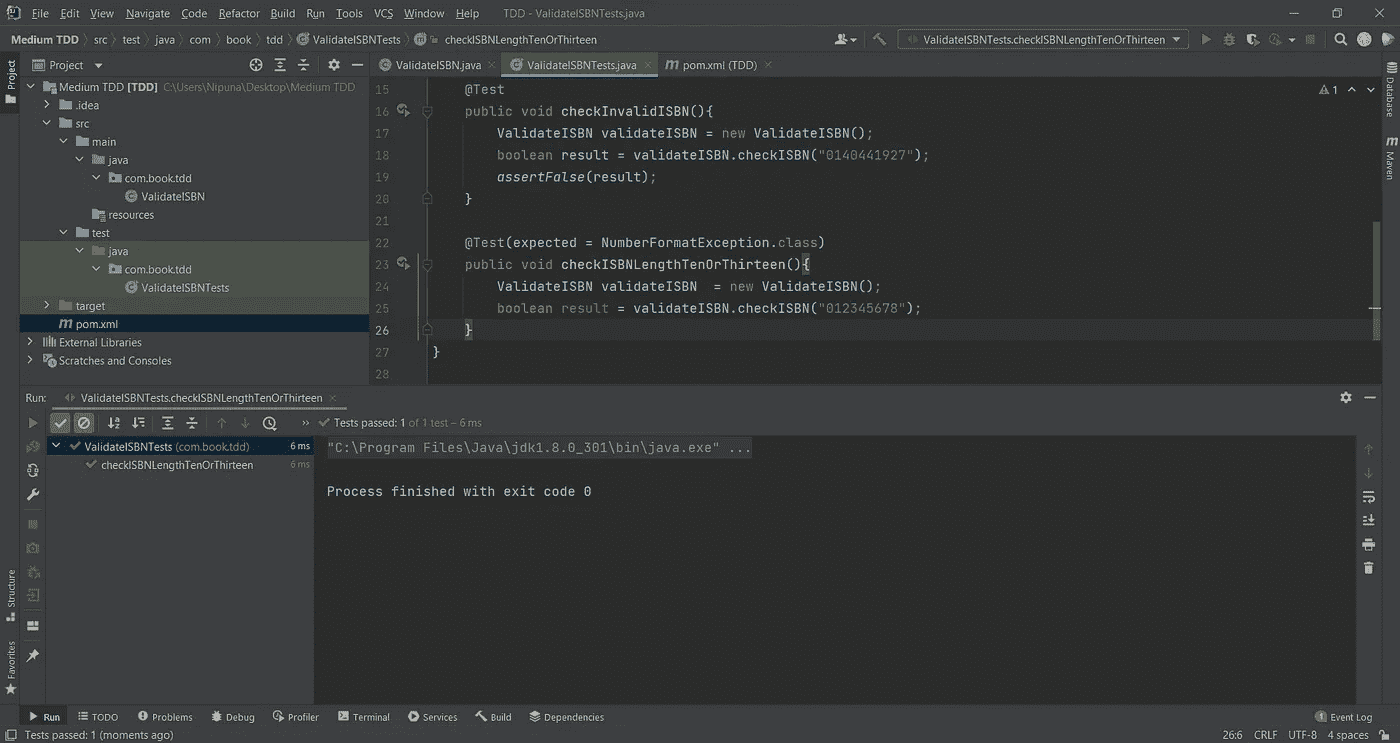 File Edit View Navigate Code Refactor Build Run Tools VCS Window Help TDD - ValidateISBNTests.java
Medium TDD src test java com book tdd ValidateISBNTests checkISBNLengthTenOrThirteen ValidateISBNTests.checkISBNLengthTenOrThirteen
Project
Project
ValidateISBN.java ValidateISBNTests.java pom.xml (TDD)
Medium TDD [TDD] C:\Users\Nipuna\Desktop\Medium TDD
.idea
src
main
java
com.book.tdd
ValidateISBN
resources
test
java
com.book.tdd
ValidateISBNTests
target
pom.xml
External Libraries
Scratches and Consoles
15 @Test
16 public void checkInvalidISBN(){
17 ValidateISBN validateISBN = new ValidateISBN();
18 boolean result = validateISBN.checkISBN("0140441927");
19 assertFalse(result);
20 }
21
22 @Test(expected = NumberFormatException.class)
23 public void checkISBNLengthTenOrThirteen(){
24 ValidateISBN validateISBN  = new ValidateISBN();
25 boolean result = validateISBN.checkISBN("012345678");
26 }
27 }
28
1
Database
m Maven
Run: ValidateISBNTests.checkISBNLengthTenOrThirteen
Tests passed: 1 of 1 test – 6 ms
ValidateISBNTests (com.book.tdd) 6 ms
checkISBNLengthTenOrThirteen 6 ms
"C:\Program Files\Java\jdk1.8.0_301\bin\java.exe" ...
Process finished with exit code 0
Structure
Favorites
Run TODO Problems Debug Profiler Terminal Services Build Dependencies 1 Event Log
Tests passed: 1 (moments ago) 26:6 CRLF UTF-8 4 spaces